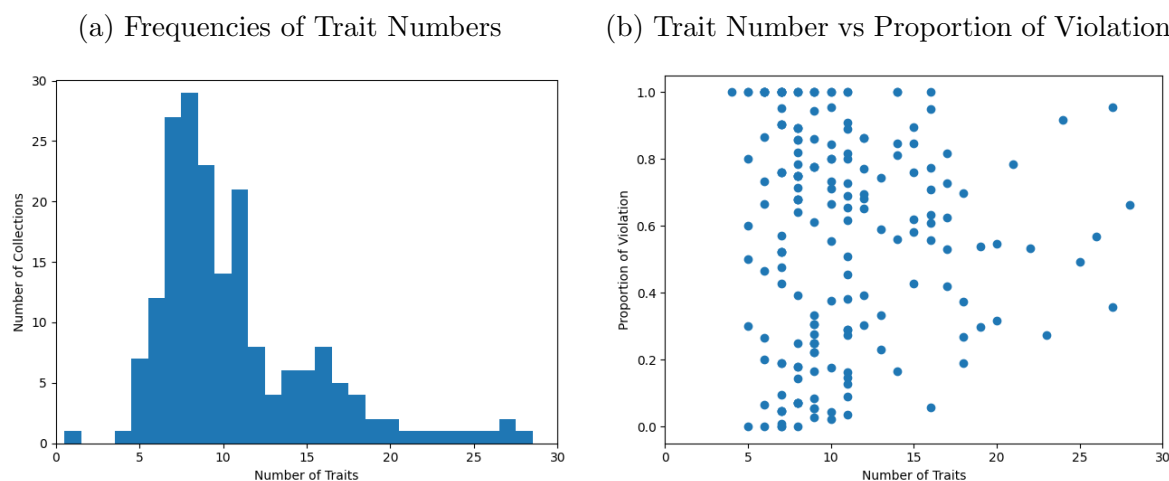 (a) Frequencies of Trait Numbers
(b) Trait Number vs Proportion of Violation
30
25
20
15
10
5
0
Number of Collections
0 5 10 15 20 25 30
Number of Traits
1.0
0.8
0.6
0.4
0.2
0.0
Proportion of Violation
0 5 10 15 20 25 30
Number of Traits